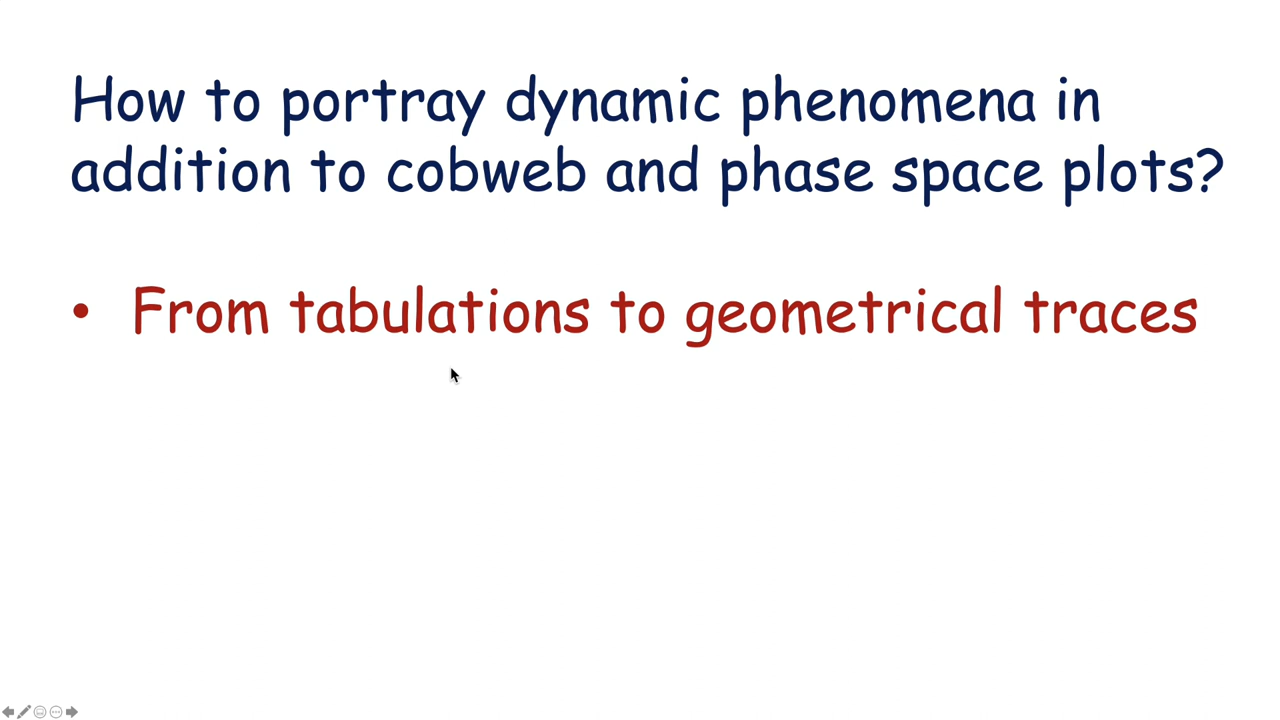 How to portray dynamic phenomena in
addition to cobweb and phase space plots?
• From tabulations to geometrical traces